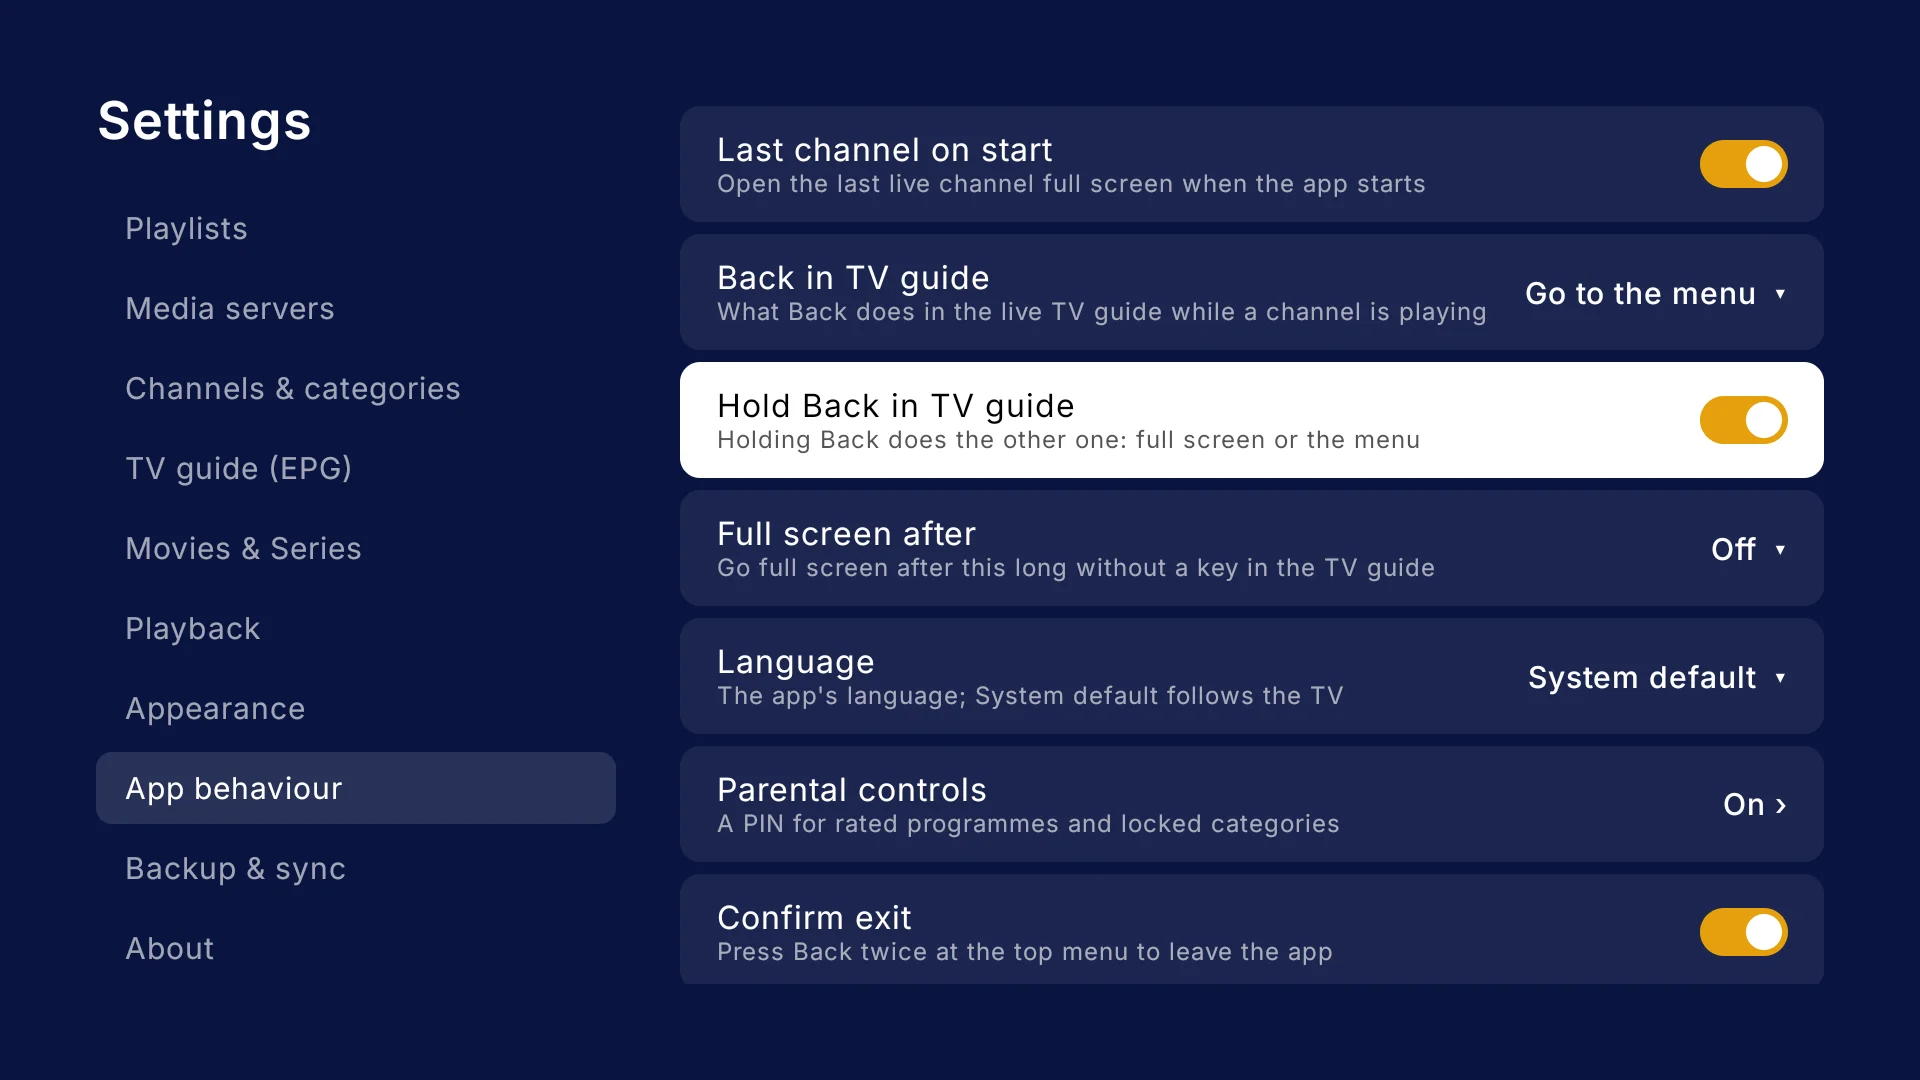 Settings
Playlists
Media servers
Channels & categories
TV guide (EPG)
Movies & Series
Playback
Appearance
App behaviour
Backup & sync
About
Last channel on start
Open the last live channel full screen when the app starts
Back in TV guide
What Back does in the live TV guide while a channel is playing
Go to the menu
Hold Back in TV guide
Holding Back does the other one: full screen or the menu
Full screen after
Go full screen after this long without a key in the TV guide
Off
Language
The app's language; System default follows the TV
System default
Parental controls
A PIN for rated programmes and locked categories
On ›
Confirm exit
Press Back twice at the top menu to leave the app